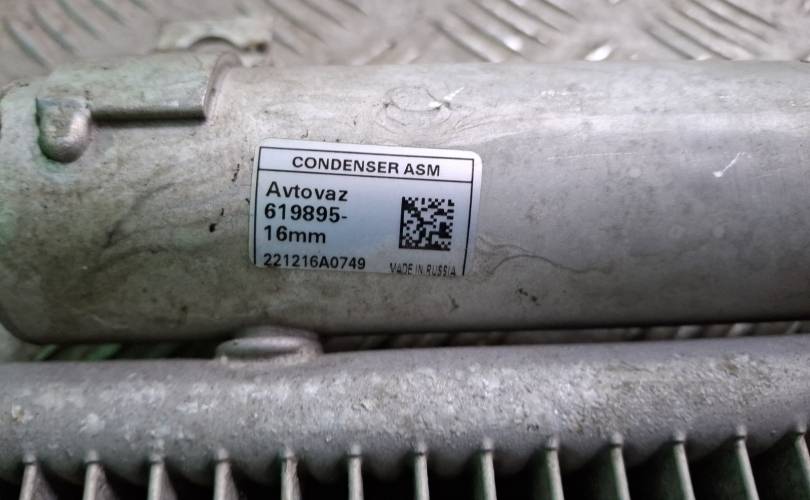 CONDENSER ASM
Avtovaz
619895-
16mm
221216A0749
MADE IN RUSSIA